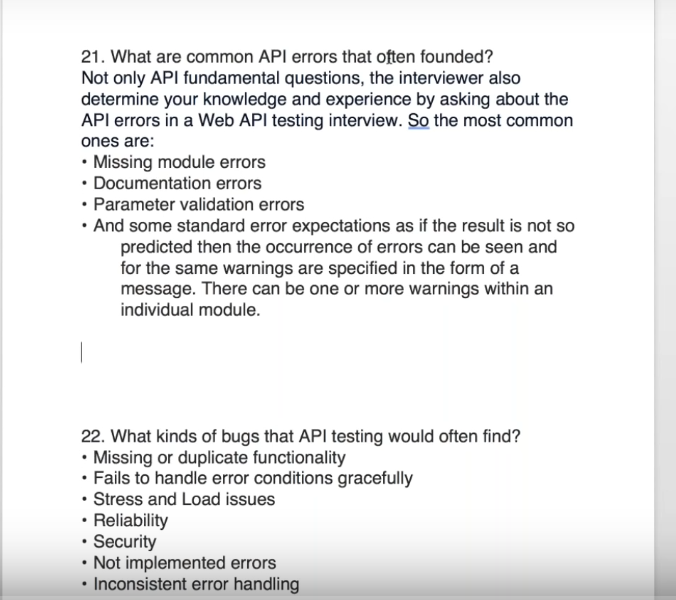 21. What are common API errors that often founded?
Not only API fundamental questions, the interviewer also
determine your knowledge and experience by asking about the
API errors in a Web API testing interview. So the most common
ones are:
• Missing module errors
• Documentation errors
• Parameter validation errors
• And some standard error expectations as if the result is not so
predicted then the occurrence of errors can be seen and
for the same warnings are specified in the form of a
message. There can be one or more warnings within an
individual module.
22. What kinds of bugs that API testing would often find?
• Missing or duplicate functionality
• Fails to handle error conditions gracefully
• Stress and Load issues
• Reliability
• Security
• Not implemented errors
• Inconsistent error handling